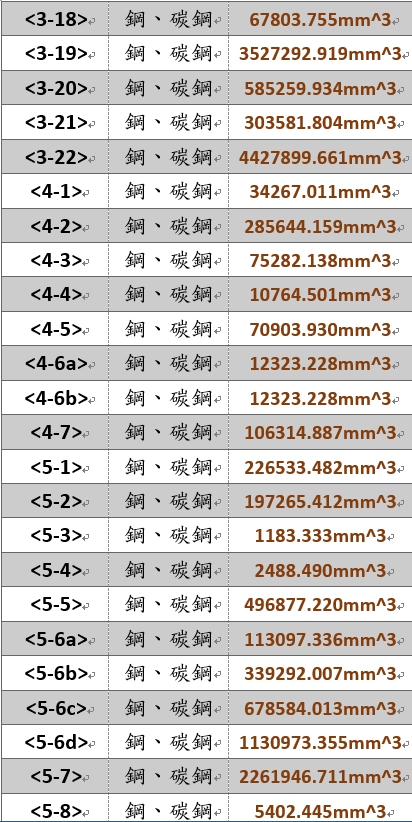 <3-18> 鋼、碳鋼 67803.755mm^3
<3-19> 鋼、碳鋼 3527292.919mm^3
<3-20> 鋼、碳鋼 585259.934mm^3
<3-21> 鋼、碳鋼 303581.804mm^3
<3-22> 鋼、碳鋼 4427899.661mm^3
<4-1> 鋼、碳鋼 34267.011mm^3
<4-2> 鋼、碳鋼 285644.159mm^3
<4-3> 鋼、碳鋼 75282.138mm^3
<4-4> 鋼、碳鋼 10764.501mm^3
<4-5> 鋼、碳鋼 70903.930mm^3
<4-6a> 鋼、碳鋼 12323.228mm^3
<4-6b> 鋼、碳鋼 12323.228mm^3
<4-7> 鋼、碳鋼 106314.887mm^3
<5-1> 鋼、碳鋼 226533.482mm^3
<5-2> 鋼、碳鋼 197265.412mm^3
<5-3> 鋼、碳鋼 1183.333mm^3
<5-4> 鋼、碳鋼 2488.490mm^3
<5-5> 鋼、碳鋼 496877.220mm^3
<5-6a> 鋼、碳鋼 113097.336mm^3
<5-6b> 鋼、碳鋼 339292.007mm^3
<5-6c> 鋼、碳鋼 678584.013mm^3
<5-6d> 鋼、碳鋼 1130973.355mm^3
<5-7> 鋼、碳鋼 2261946.711mm^3
<5-8> 鋼、碳鋼 5402.445mm^3